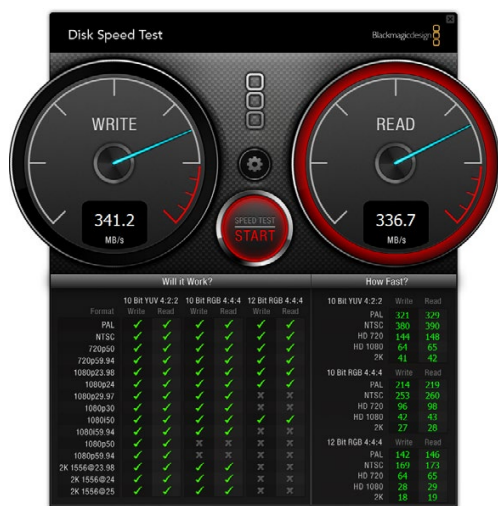 Disk Speed Test
Blackmagicdesign
WRITE
READ
341.2
MB/s
SPEED TEST
START
336.7
MB/s
Will it Work?
10 Bit YUV 4:2:2 10 Bit RGB 4:4:4 12 Bit RGB 4:4:4
Format Write Read Write Read Write Read
PAL ✓ ✓ ✓ ✓ ✓ ✓
NTSC ✓ ✓ ✓ ✓ ✓ ✓
720p50 ✓ ✓ ✓ ✓ ✓ ✓
720p59.94 ✓ ✓ ✓ ✓ ✓ ✓
1080p23.98 ✓ ✓ ✓ ✓ ✓ ✓
1080p24 ✓ ✓ ✓ ✓ ✓ ✓
1080p29.97 ✓ ✓ ✓ ✓ x x
1080p30 ✓ ✓ ✓ ✓ x x
1080i50 ✓ ✓ ✓ ✓ ✓ ✓
1080i59.94 ✓ ✓ ✓ ✓ x x
1080p50 ✓ ✓ x x x x
1080p59.94 ✓ ✓ x x x x
2K 1556@23.98 ✓ ✓ ✓ ✓ x x
2K 1556@24 ✓ ✓ ✓ ✓ x x
2K 1556@25 ✓ ✓ ✓ ✓ x x
How Fast?
10 Bit YUV 4:2:2 Write Read
PAL 321 329
NTSC 380 390
HD 720 144 148
HD 1080 64 65
2K 41 42
10 Bit RGB 4:4:4 Write Read
PAL 214 219
NTSC 253 260
HD 720 96 98
HD 1080 42 43
2K 27 28
12 Bit RGB 4:4:4 Write Read
PAL 142 146
NTSC 169 173
HD 720 64 65
HD 1080 28 29
2K 18 19